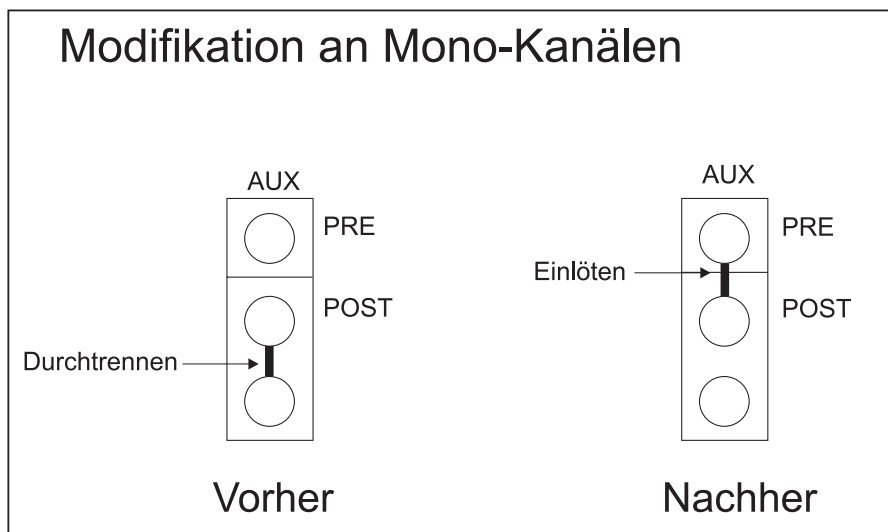 Modifikation an Mono-Kanälen
AUX
PRE
POST
Durchtrennen
Vorher
AUX
PRE
Einlöten
POST
Nachher